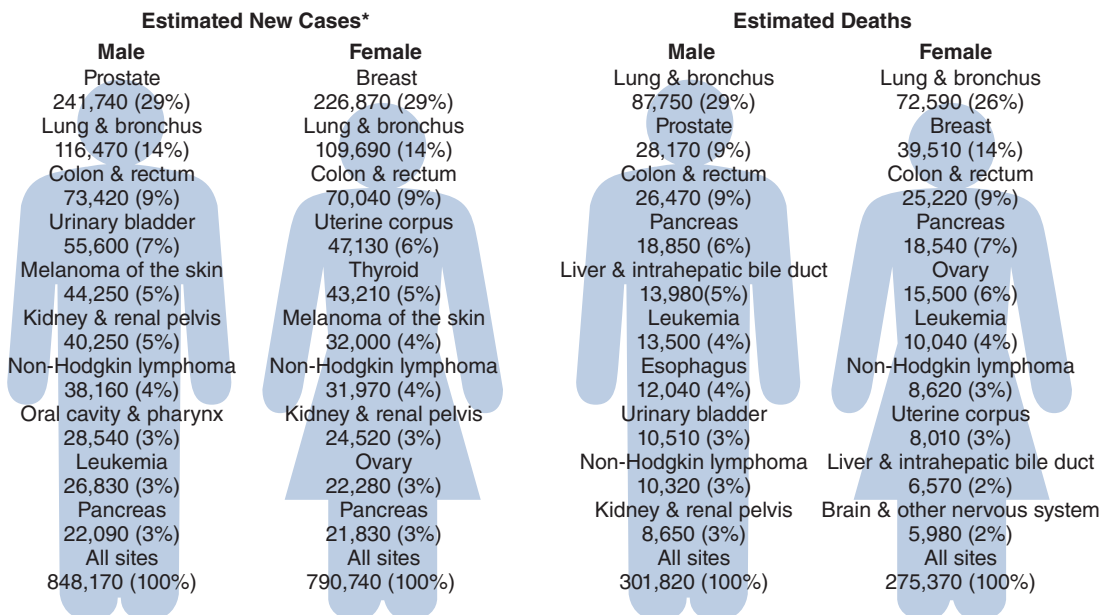 Estimated New Cases*
Male
Prostate
241,740 (29%)
Lung & bronchus
116,470 (14%)
Colon & rectum
73,420 (9%)
Urinary bladder
55,600 (7%)
Melanoma of the skin
44,250 (5%)
Kidney & renal pelvis
40,250 (5%)
Non-Hodgkin lymphoma
38,160 (4%)
Oral cavity & pharynx
28,540 (3%)
Leukemia
26,830 (3%)
Pancreas
22,090 (3%)
All sites
848,170 (100%)
Female
Breast
226,870 (29%)
Lung & bronchus
109,690 (14%)
Colon & rectum
70,040 (9%)
Uterine corpus
47,130 (6%)
Thyroid
43,210 (5%)
Melanoma of the skin
32,000 (4%)
Non-Hodgkin lymphoma
31,970 (4%)
Kidney & renal pelvis
24,520 (3%)
Ovary
22,280 (3%)
Pancreas
21,830 (3%)
All sites
790,740 (100%)
Estimated Deaths
Male
Lung & bronchus
87,750 (29%)
Prostate
28,170 (9%)
Colon & rectum
26,470 (9%)
Pancreas
18,850 (6%)
Liver & intrahepatic bile duct
13,980(5%)
Leukemia
13,500 (4%)
Esophagus
12,040 (4%)
Urinary bladder
10,510 (3%)
Non-Hodgkin lymphoma
10,320 (3%)
Kidney & renal pelvis
8,650 (3%)
All sites
301,820 (100%)
Female
Lung & bronchus
72,590 (26%)
Breast
39,510 (14%)
Colon & rectum
25,220 (9%)
Pancreas
18,540 (7%)
Ovary
15,500 (6%)
Leukemia
10,040 (4%)
Non-Hodgkin lymphoma
8,620 (3%)
Uterine corpus
8,010 (3%)
Liver & intrahepatic bile duct
6,570 (2%)
Brain & other nervous system
5,980 (2%)
All sites
275,370 (100%)